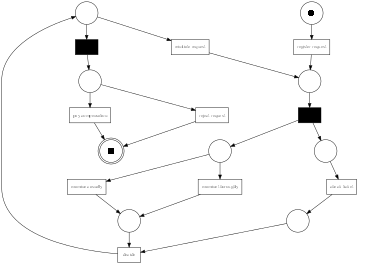 reinitiate request
register request
pay compensation
reject request
examine casually
examine thoroughly
check ticket
decide